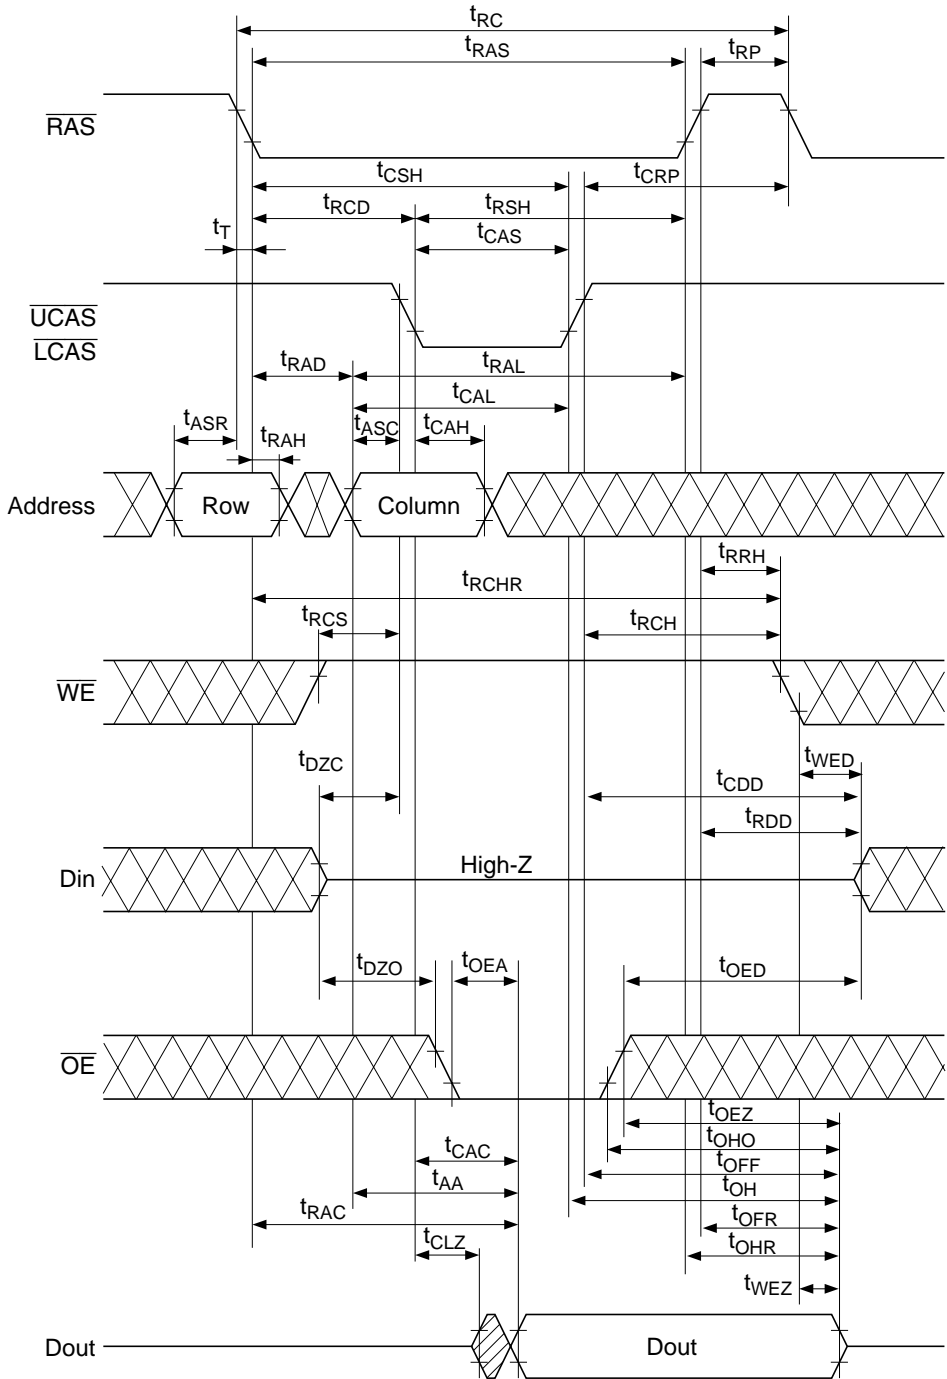 tRC
tRAS
tRP
RAS
tCSH
tCRP
tRCD
tRSH
tT
tCAS
UCAS
LCAS
tRAD
tRAL
tCAL
tASR
tRAH
tASC
tCAH
Address
Row
Column
tRRH
tRCHR
tRCS
tRCH
WE
tDZC
tWED
tCDD
tRDD
Din
High-Z
tDZO
tOEA
tOED
OE
tOEZ
tCAC
tOHO
tOFF
tAA
tOH
tRAC
tOFR
tCLZ
tOHR
tWEZ
Dout
Dout